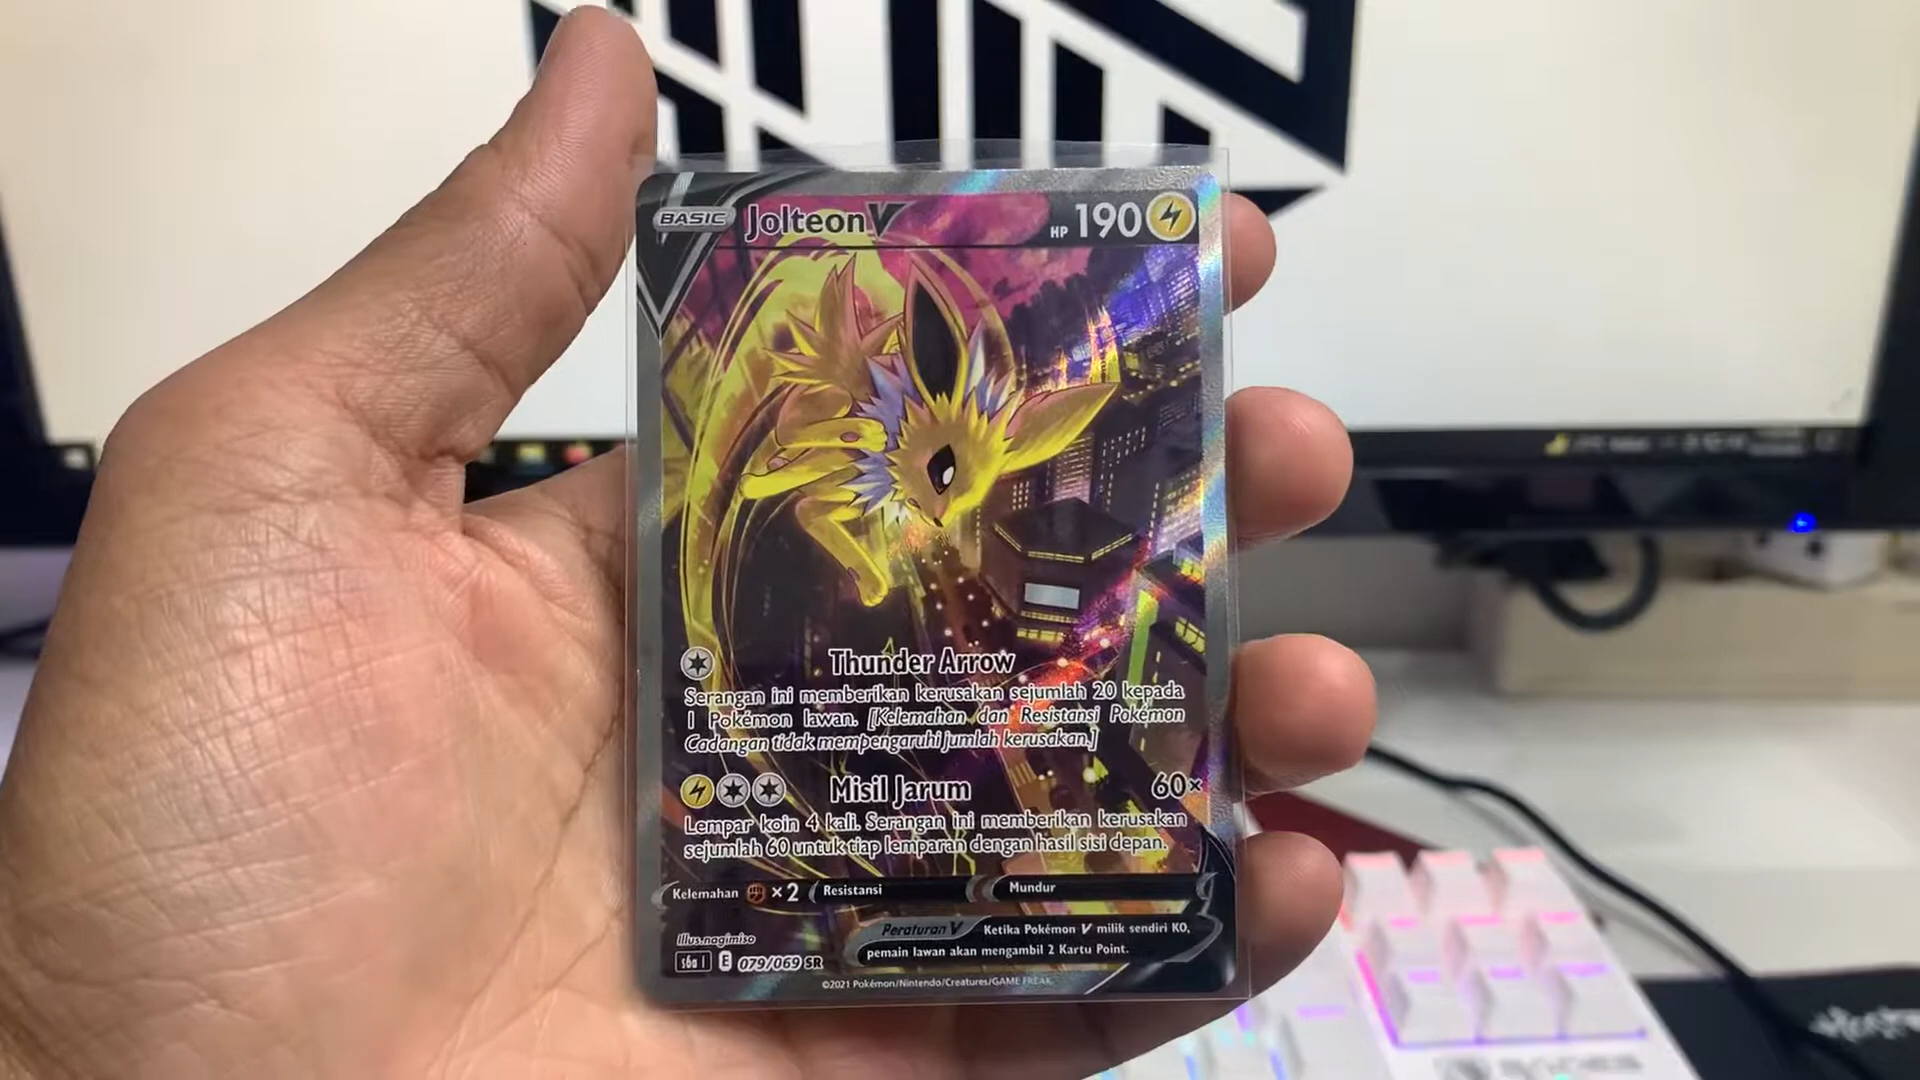 BASIC Jolteon V HP 190
Thunder Arrow
Serangan ini memberikan kerusakan sejumlah 20 kepada
1 Pokémon lawan. [Kelemahan dan Resistansi Pokémon
Cadangan tidak mempengaruhi jumlah kerusakan.]
Misil Jarum 60×
Lempar koin 4 kali. Serangan ini memberikan kerusakan
sejumlah 60 untuk tiap lemparan dengan hasil sisi depan.
Kelemahan ×2 Resistansi Mundur
Peraturan V Ketika Pokémon V milik sendiri KO,
pemain lawan akan mengambil 2 Kartu Point.
Illus. nagimiso
s6a I E 079/069 SR
©2021 Pokémon/Nintendo/Creatures/GAME FREAK